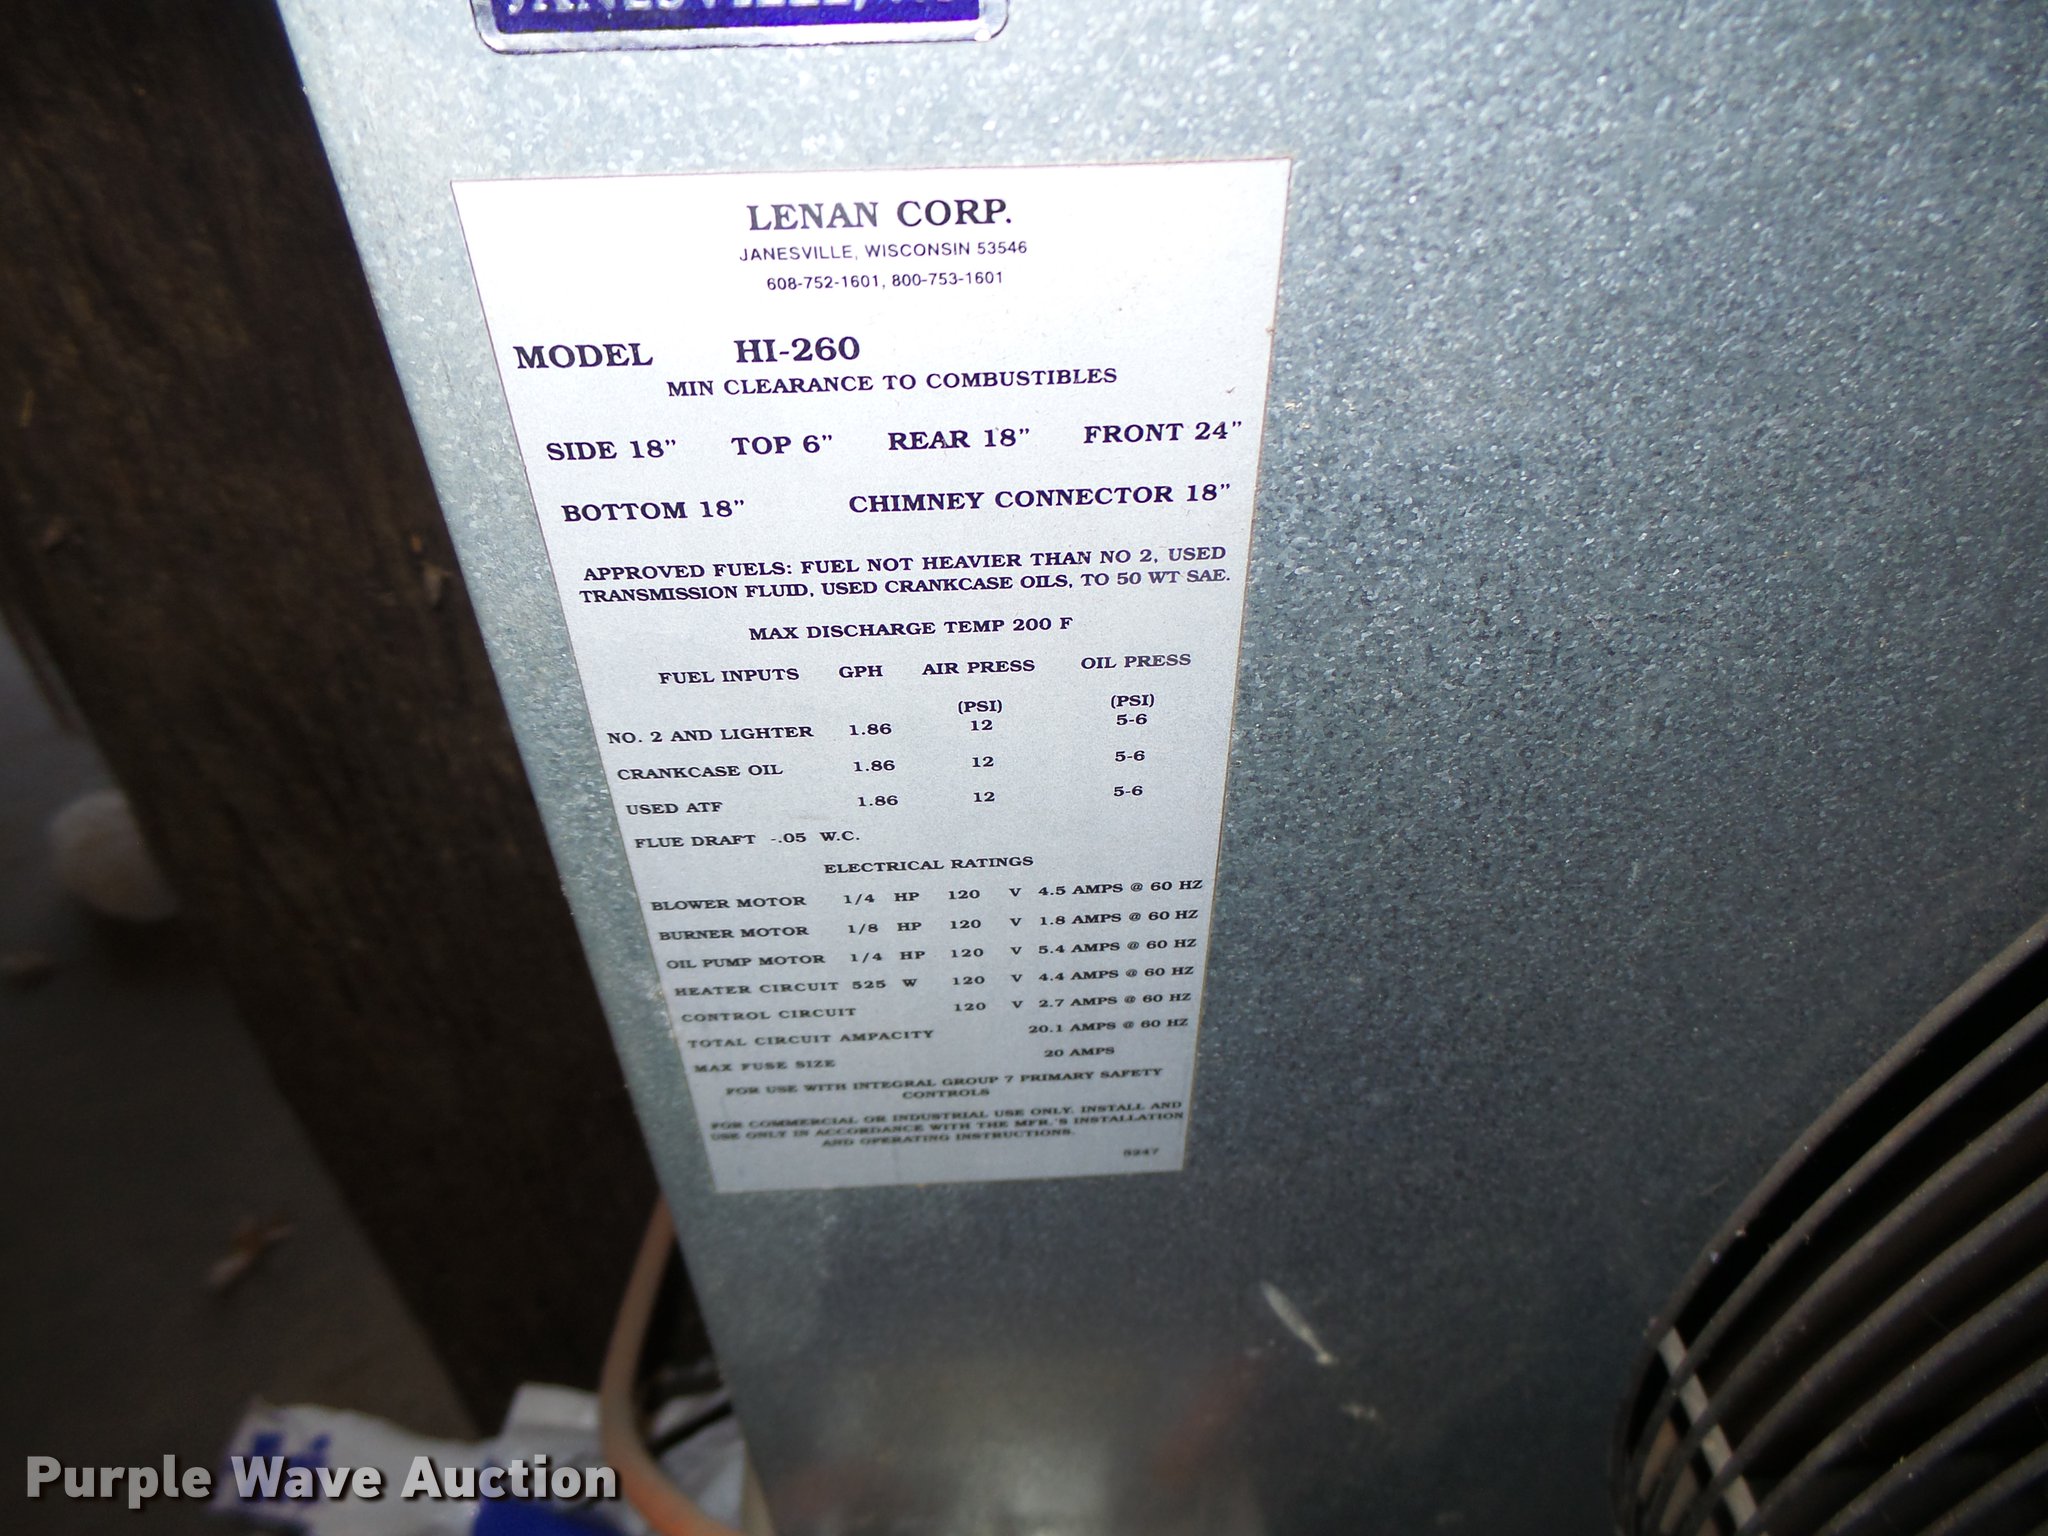 JANESVILLE,
LENAN CORP.
JANESVILLE, WISCONSIN 53546
608-752-1601, 800-753-1601
MODEL HI-260
MIN CLEARANCE TO COMBUSTIBLES
SIDE 18" TOP 6" REAR 18" FRONT 24"
BOTTOM 18" CHIMNEY CONNECTOR 18"
APPROVED FUELS: FUEL NOT HEAVIER THAN NO 2, USED
TRANSMISSION FLUID, USED CRANKCASE OILS, TO 50 WT SAE.
MAX DISCHARGE TEMP 200 F
FUEL INPUTS GPH AIR PRESS OIL PRESS
(PSI) (PSI)
NO. 2 AND LIGHTER 1.86 12 5-6
CRANKCASE OIL 1.86 12 5-6
USED ATF 1.86 12 5-6
FLUE DRAFT -.05 W.C.
ELECTRICAL RATINGS
BLOWER MOTOR 1/4 HP 120 V 4.5 AMPS @ 60 HZ
BURNER MOTOR 1/8 HP 120 V 1.8 AMPS @ 60 HZ
OIL PUMP MOTOR 1/4 HP 120 V 5.4 AMPS @ 60 HZ
HEATER CIRCUIT 525 W 120 V 4.4 AMPS @ 60 HZ
CONTROL CIRCUIT 120 V 2.7 AMPS @ 60 HZ
TOTAL CIRCUIT AMPACITY 20.1 AMPS @ 60 HZ
MAX FUSE SIZE 20 AMPS
FOR USE WITH INTEGRAL GROUP 7 PRIMARY SAFETY
CONTROLS
FOR COMMERCIAL OR INDUSTRIAL USE ONLY. INSTALL AND
USE ONLY IN ACCORDANCE WITH THE MFR.'S INSTALLATION
AND OPERATING INSTRUCTIONS.
Purple Wave Auction